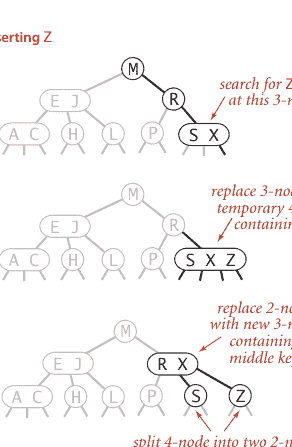 serting Z
M
search for Z
E J
R
at this 3-n
A C H L P S X
M
replace 3-no
E J
R
temporary 4
containin
A C H L P S X Z
replace 2-no
with new 3-n
M
containing
E J
R X
middle ke
A C H L P S Z
split 4-node into two 2-n